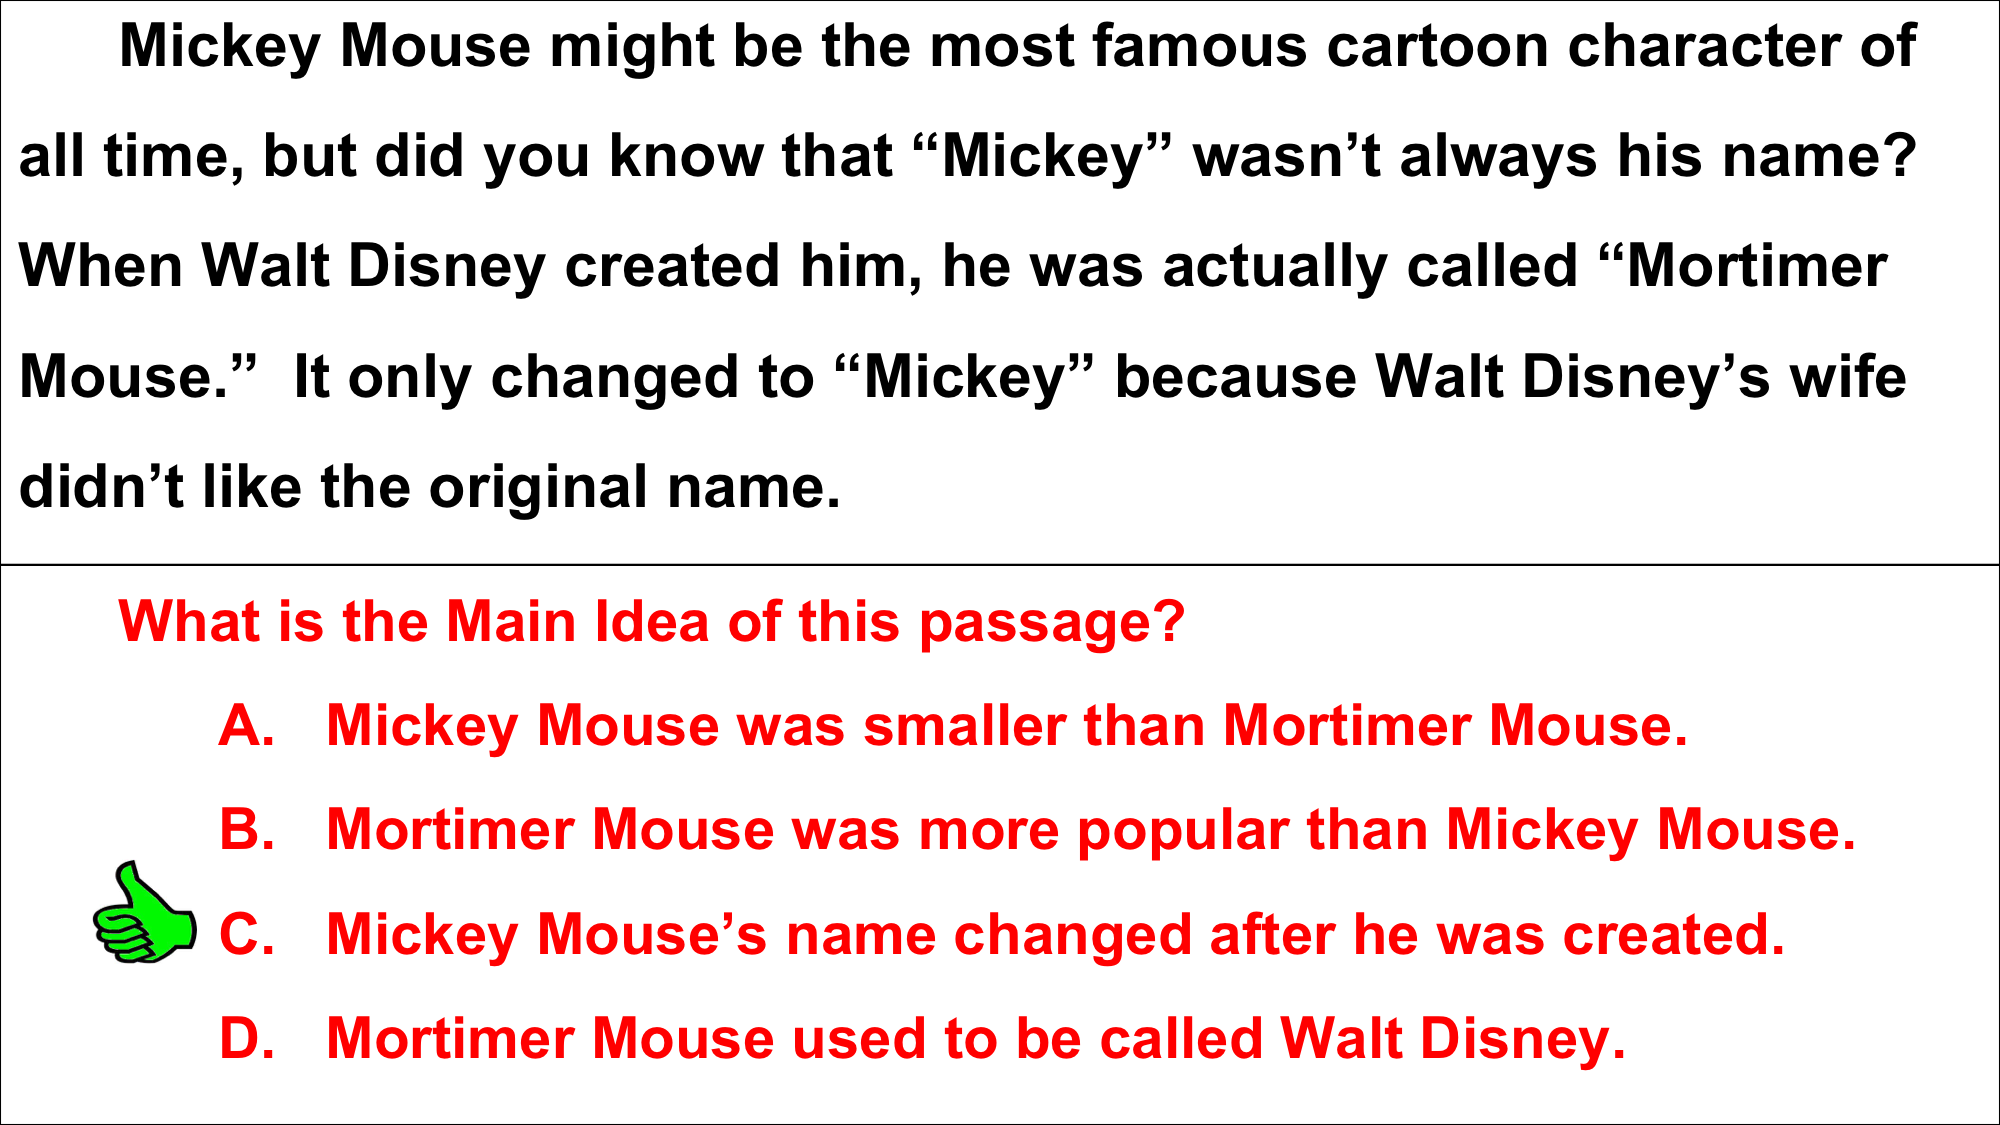 Mickey Mouse might be the most famous cartoon character of
all time, but did you know that “Mickey” wasn’t always his name?
When Walt Disney created him, he was actually called “Mortimer
Mouse.”  It only changed to “Mickey” because Walt Disney’s wife
didn’t like the original name.
What is the Main Idea of this passage?
A. Mickey Mouse was smaller than Mortimer Mouse.
B. Mortimer Mouse was more popular than Mickey Mouse.
C. Mickey Mouse’s name changed after he was created.
D. Mortimer Mouse used to be called Walt Disney.